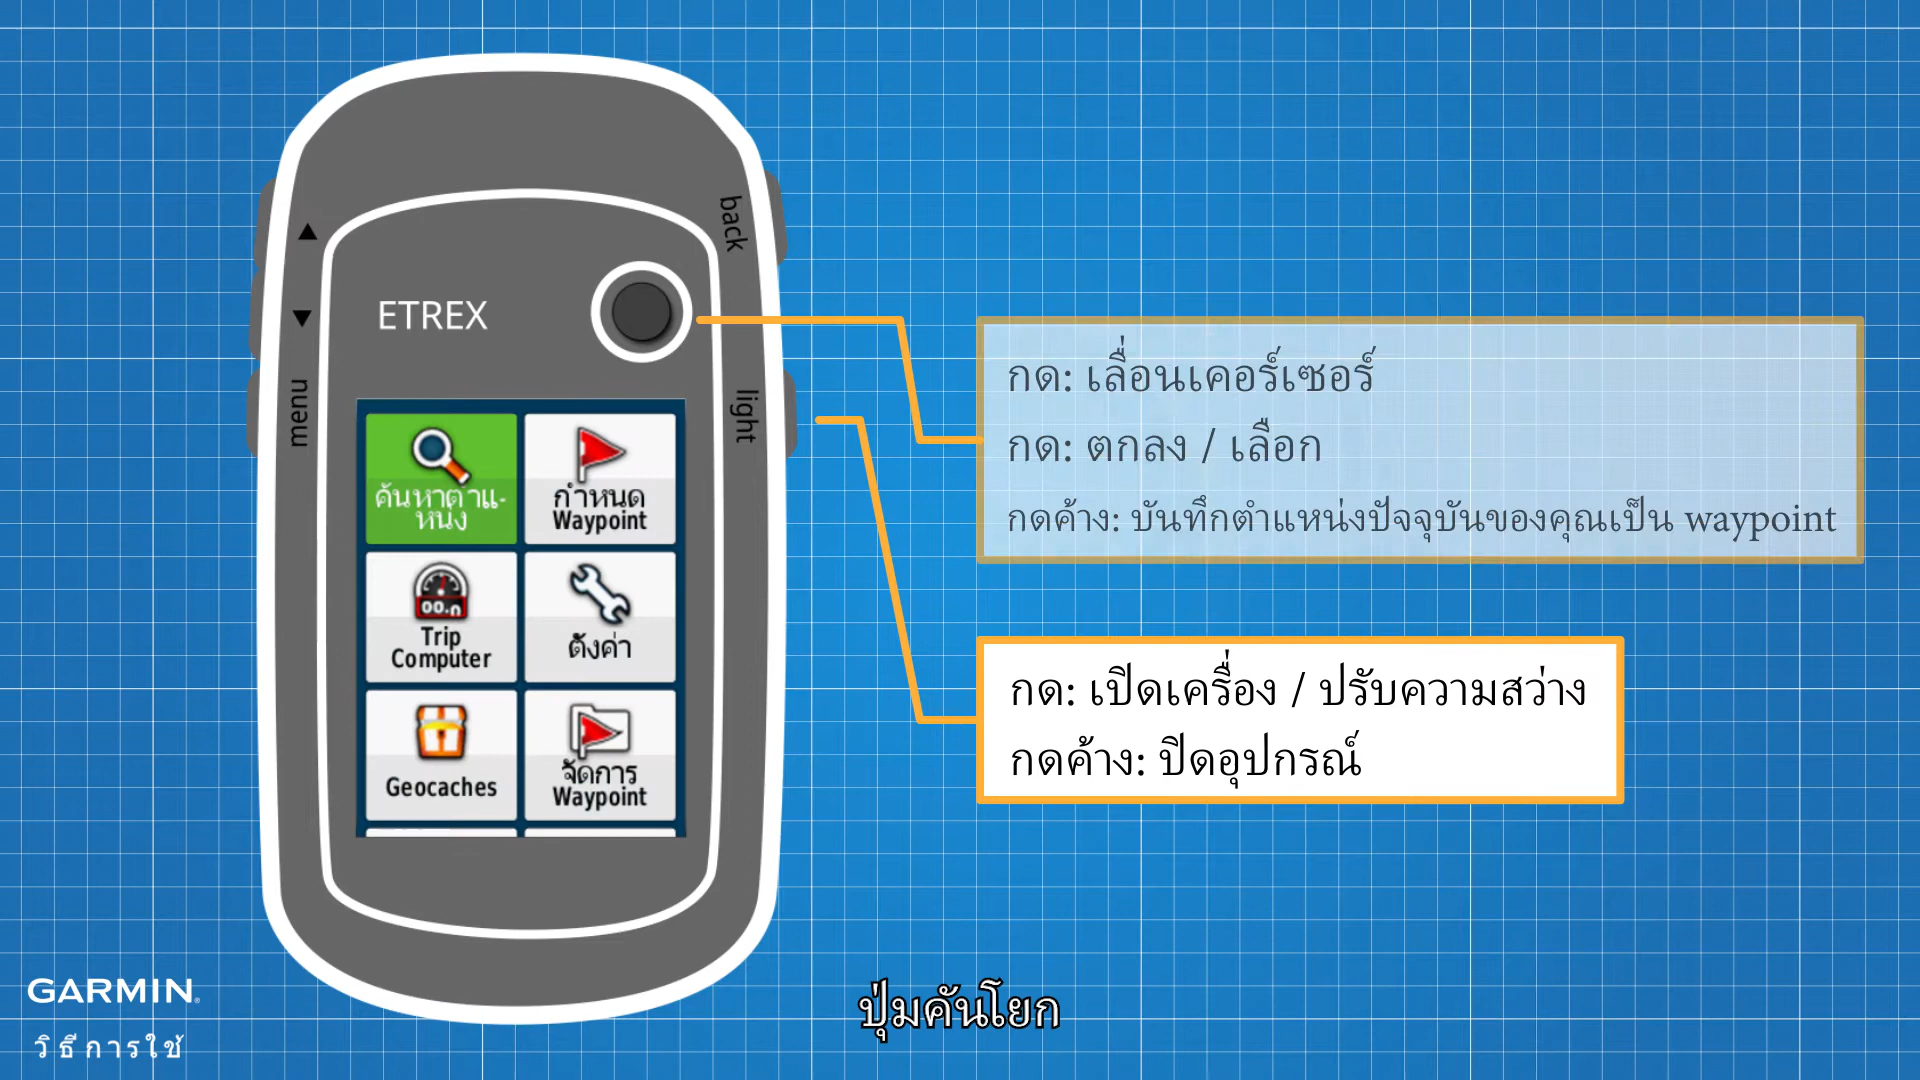 back
ETREX
menu
light
ค้นหาตำแ-
หน่ง
กำหนด
Waypoint
00.0
Trip
Computer
ตั้งค่า
Geocaches
จัดการ
Waypoint
กด: เลื่อนเคอร์เซอร์
กด: ตกลง / เลือก
กดค้าง: บันทึกตำแหน่งปัจจุบันของคุณเป็น waypoint
กด: เปิดเครื่อง / ปรับความสว่าง
กดค้าง: ปิดอุปกรณ์
GARMIN
วิธีการใช้
ปุ่มคันโยก